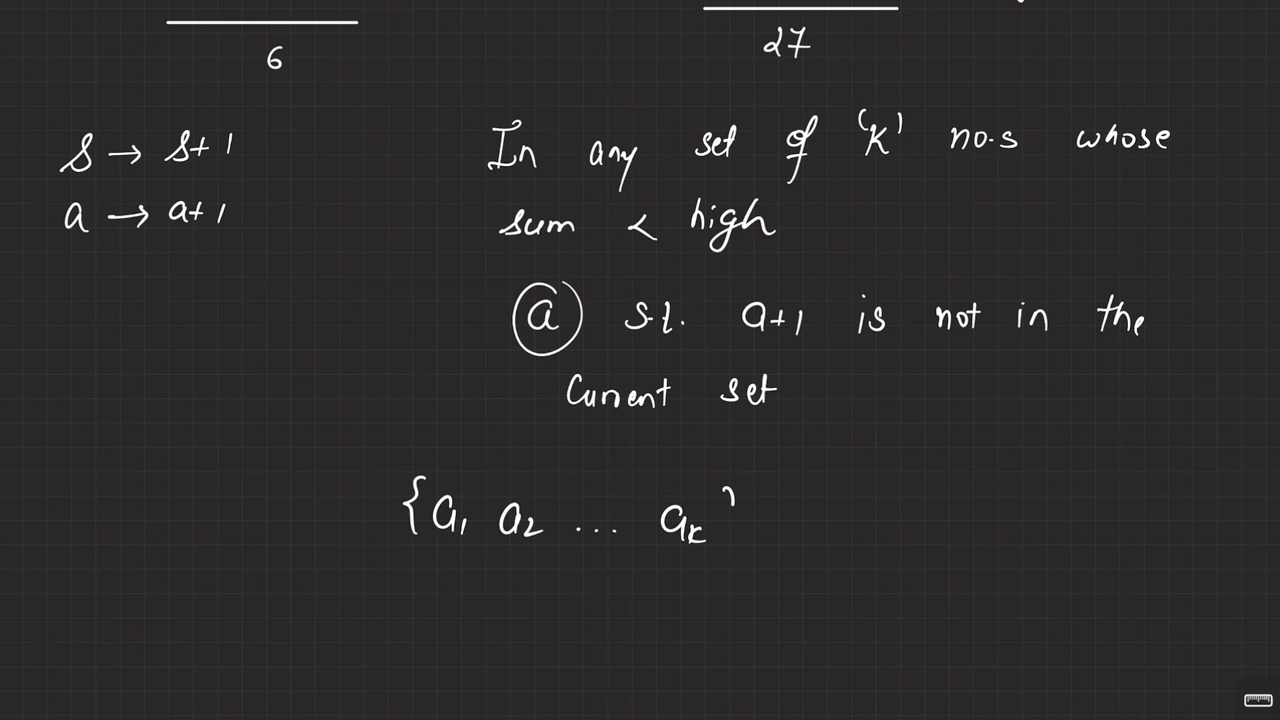 6
27
S → S+1
a → a+1
In any set of 'K' no.s whose
sum < high
a s.t. a+1 is not in the
Current set
{a1 a2 ... ak}